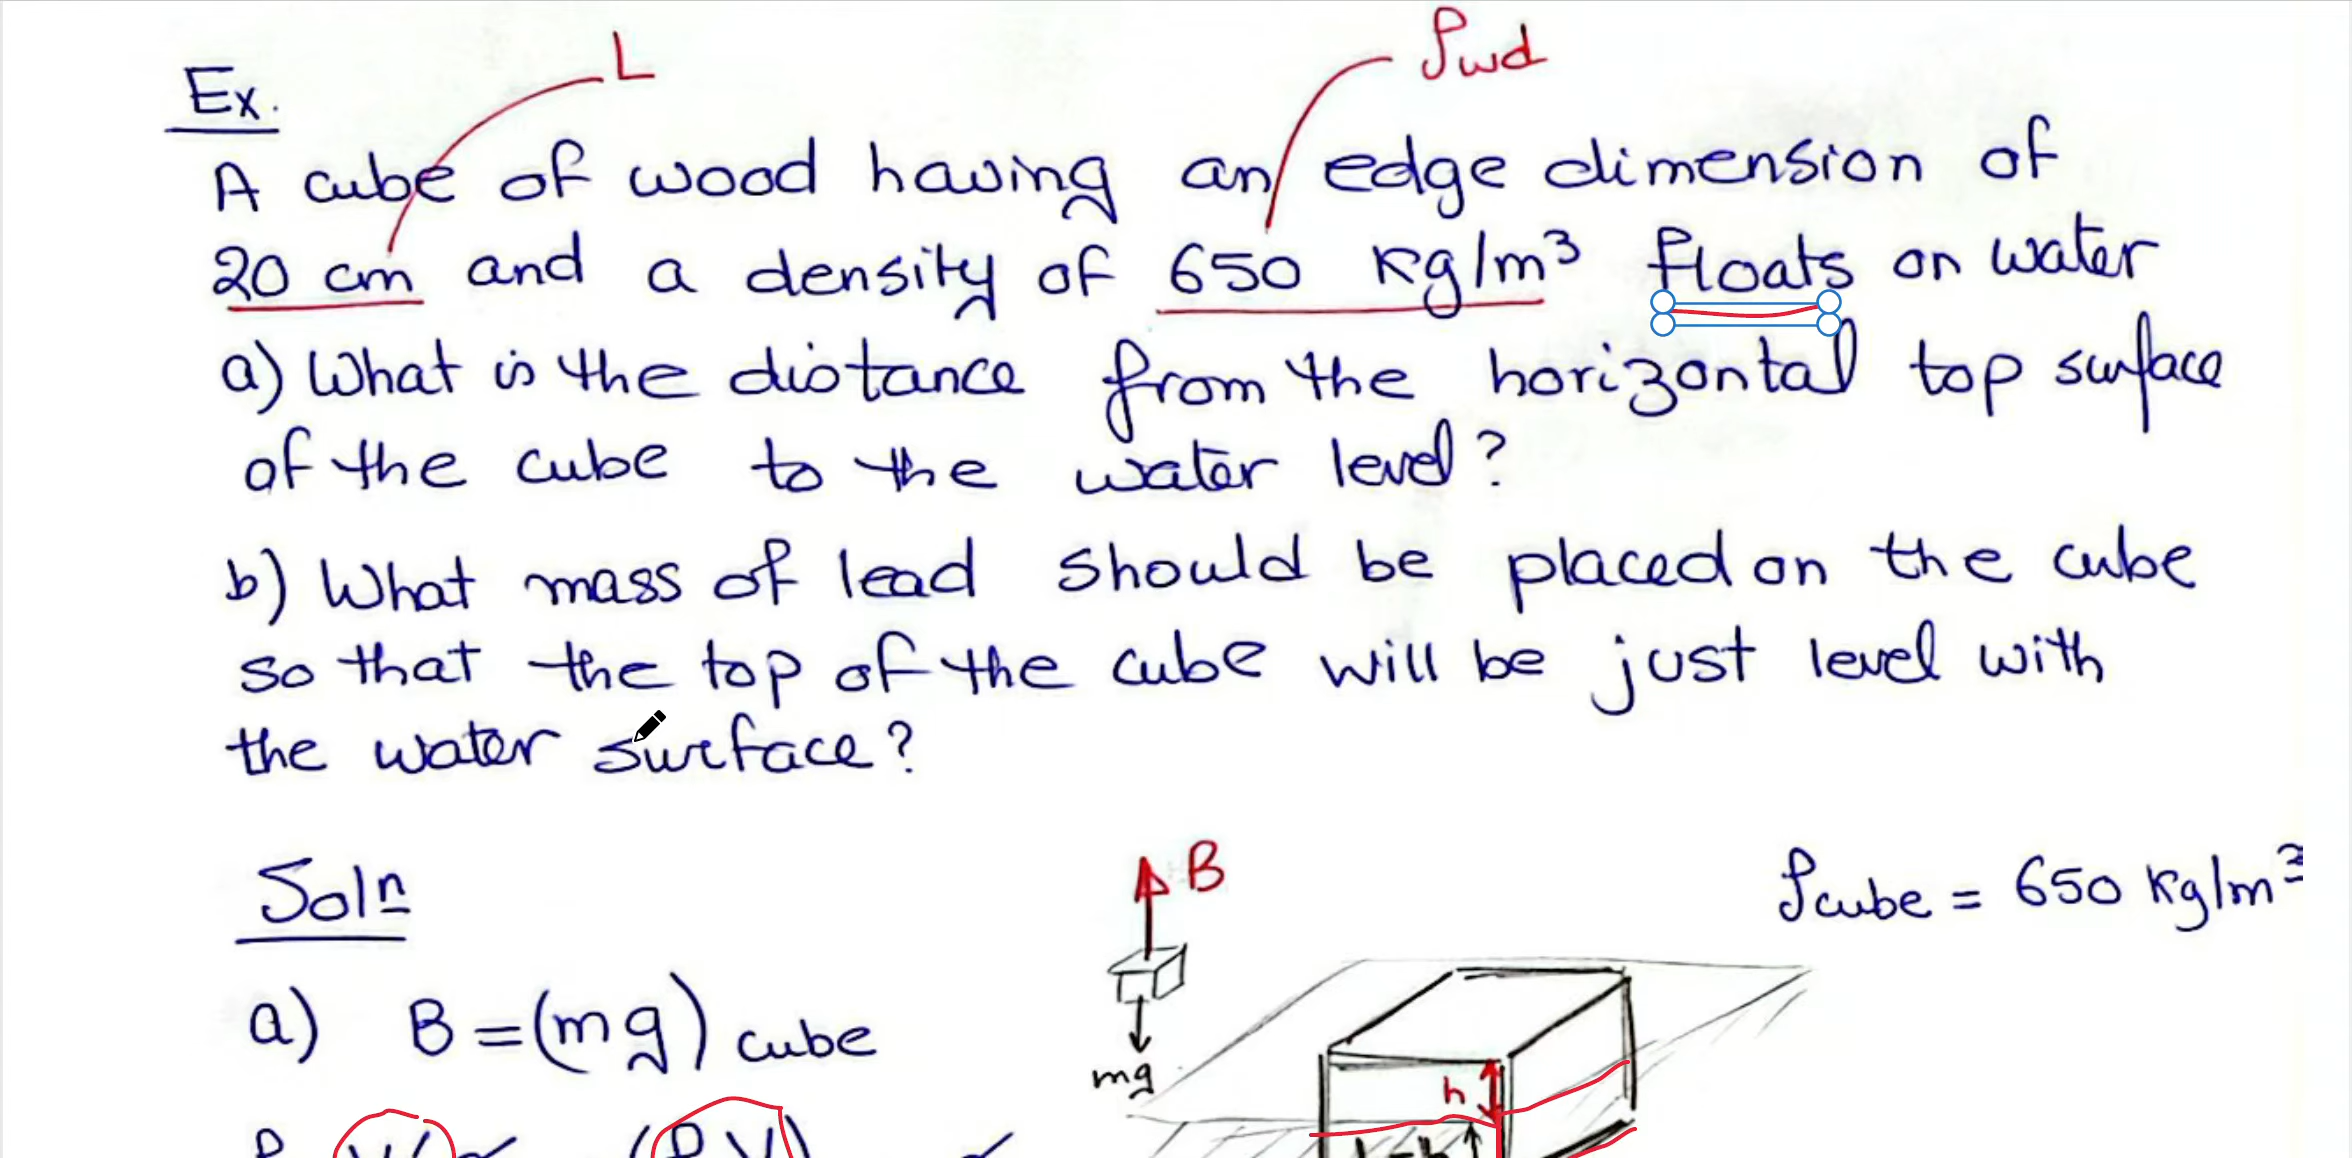 L
ρwd
Ex.
A cube of wood having an edge dimension of
20 cm and a density of 650 Kg/m³ floats on water
a) What is the distance from the horizontal top surface
of the cube to the water level?
b) What mass of lead should be placed on the cube
so that the top of the cube will be just level with
the water surface?
Soln
B
ρcube = 650 Kg/m³
a) B = (mg) cube
mg
h